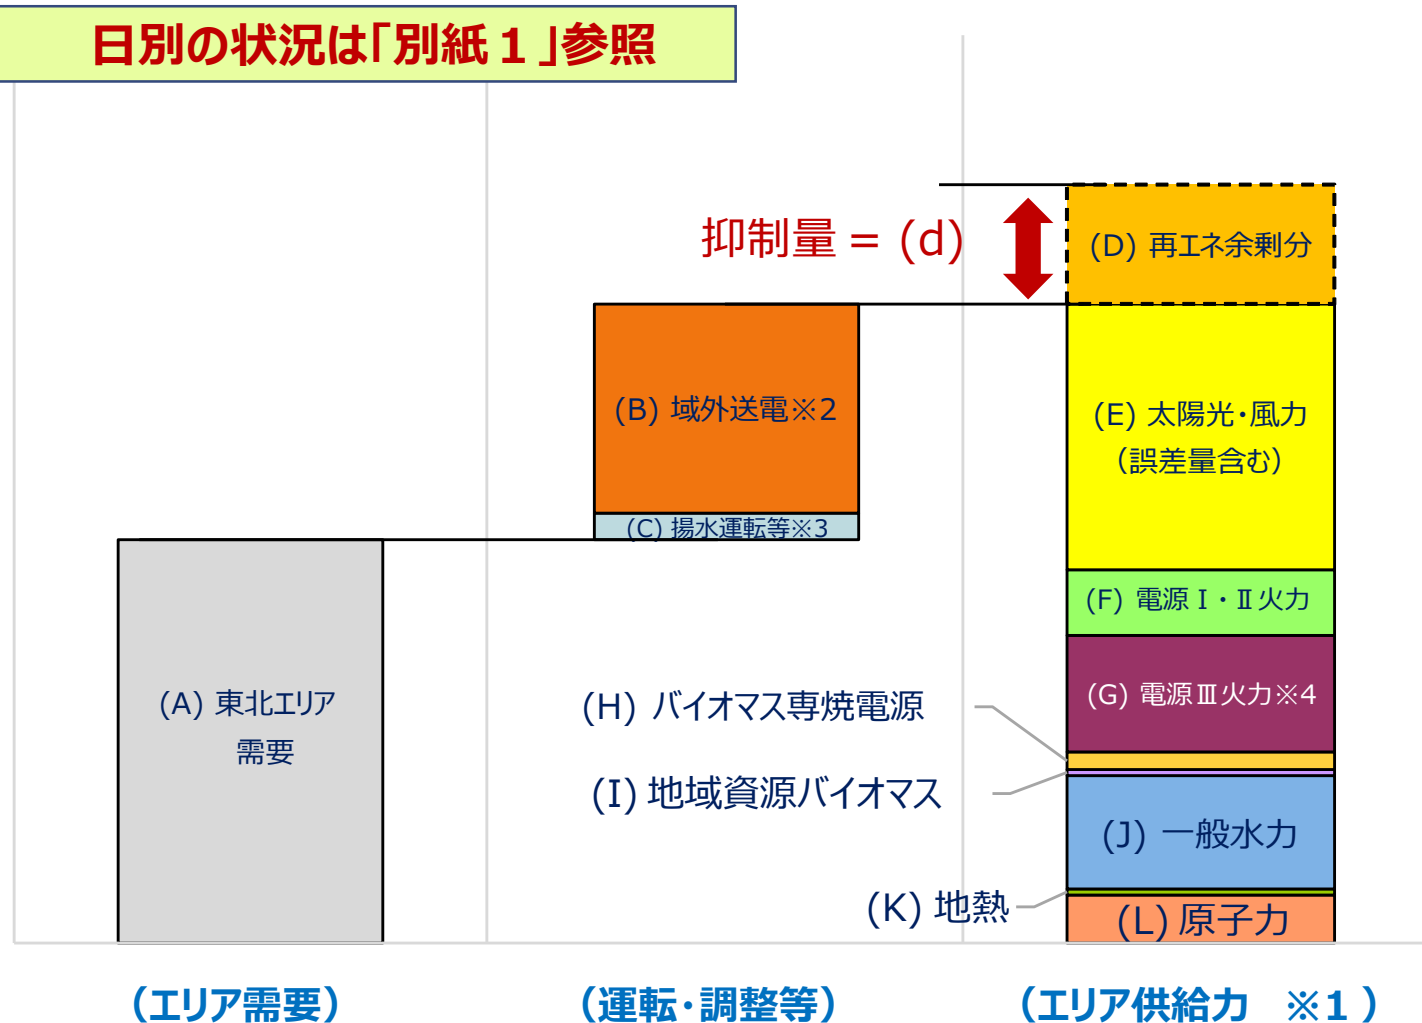 日別の状況は「別紙１」参照
抑制量 = (d)
(D) 再エネ余剰分
(B) 域外送電※2
(E) 太陽光・風力
（誤差量含む）
(C) 揚水運転等※3
(F) 電源Ⅰ・Ⅱ火力
(A) 東北エリア
需要
(G) 電源Ⅲ火力※4
(H) バイオマス専焼電源
(I) 地域資源バイオマス
(J) 一般水力
(K) 地熱
(L) 原子力
（エリア需要）
（運転・調整等）
（エリア供給力　※１）